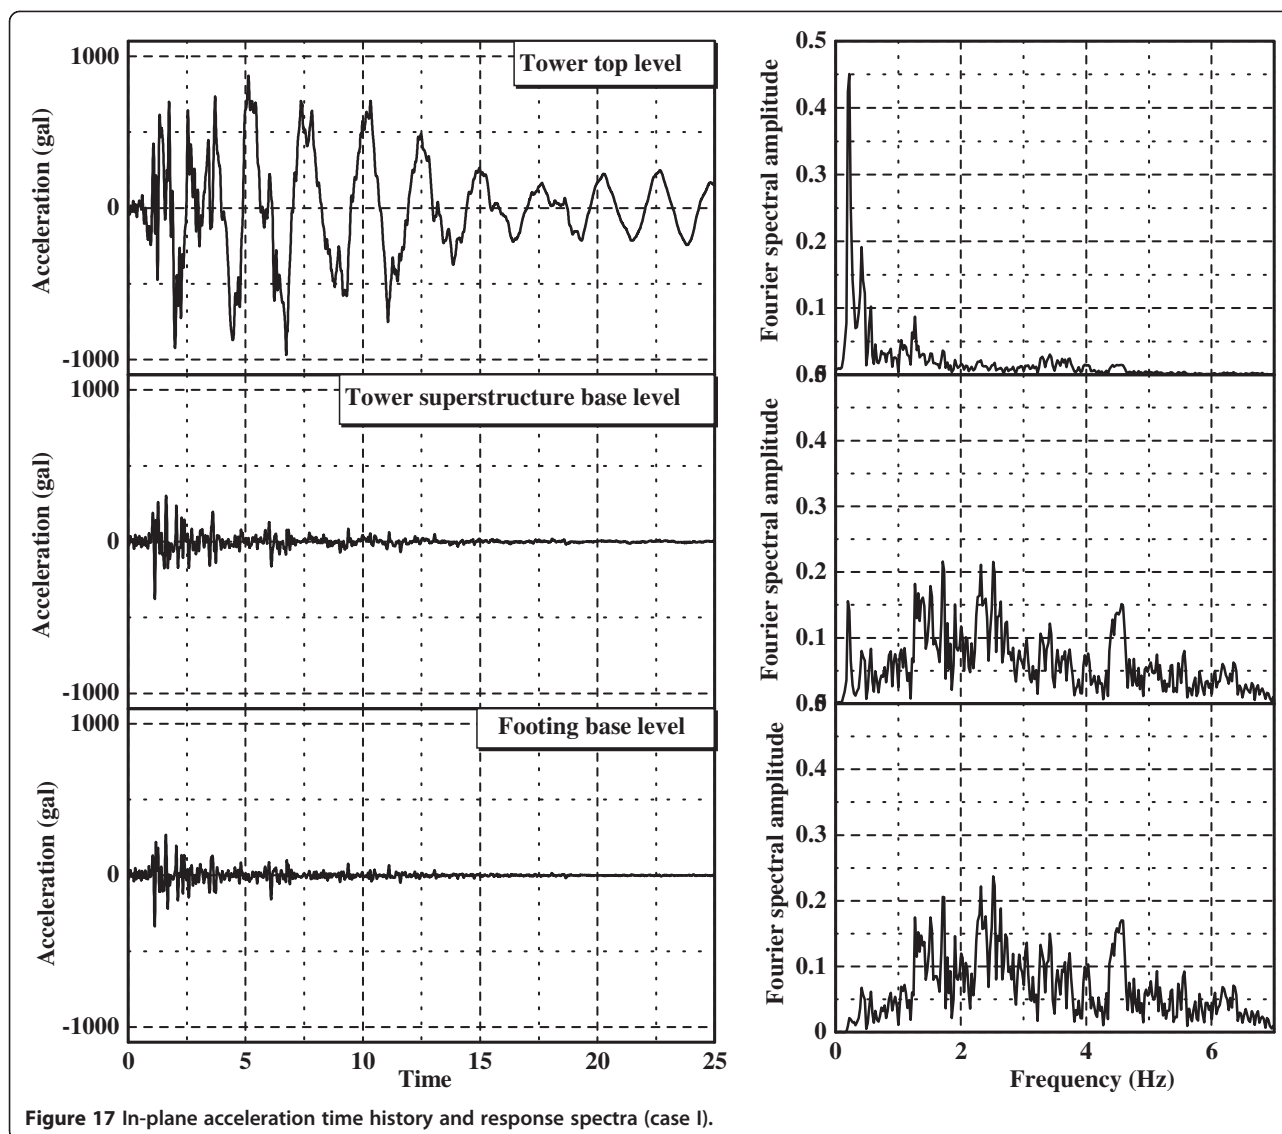 1000
Tower top level
Acceleration (gal)
0
-1000
1000
Tower superstructure base level
Acceleration (gal)
0
-1000
1000
Footing base level
Acceleration (gal)
0
-1000
0 5 10 15 20 25
Time
0.5
0.4
0.3
0.2
0.1
Fourier spectral amplitude
0.4
0.3
0.2
0.1
Fourier spectral amplitude
0.4
0.3
0.2
0.1
0
Fourier spectral amplitude
0 2 4 6
Frequency (Hz)
Figure 17 In-plane acceleration time history and response spectra (case I).